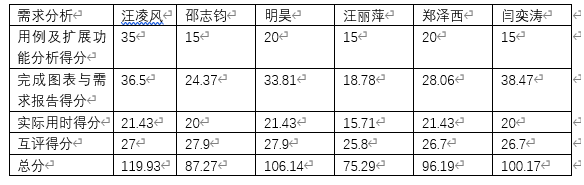 需求分析 汪凌风 邵志钧 明昊 汪丽萍 郑泽西 闫奕涛
用例及扩展功 35 15 20 15 20 15
能分析得分
完成图表与需 36.5 24.37 33.81 18.78 28.06 38.47
求报告得分
实际用时得分 21.43 20 21.43 15.71 21.43 20
互评得分 27 27.9 27.9 25.8 26.7 26.7
总分 119.93 87.27 106.14 75.29 96.19 100.17